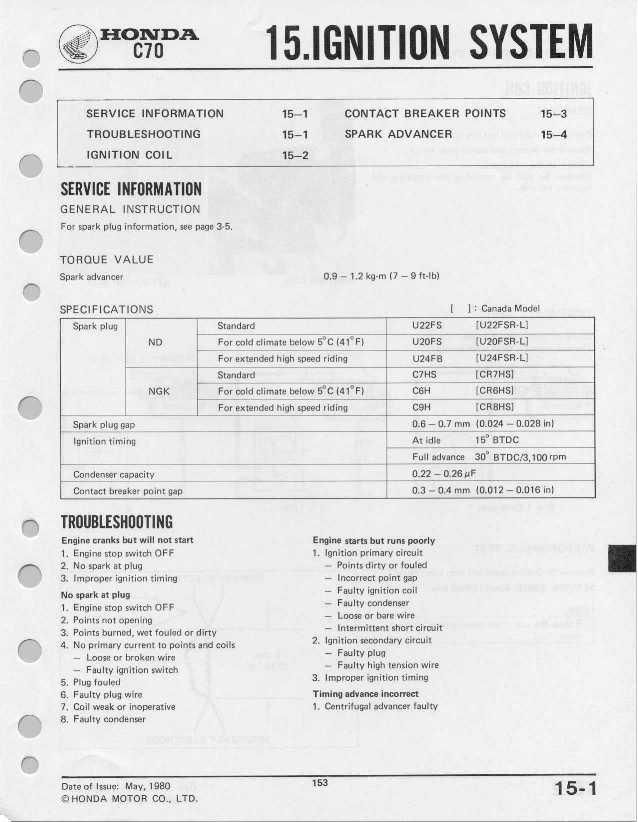 HONDA
C70
15.IGNITION SYSTEM
SERVICE INFORMATION 15–1 CONTACT BREAKER POINTS 15–3
TROUBLESHOOTING 15–1 SPARK ADVANCER 15–4
IGNITION COIL 15–2
SERVICE INFORMATION
GENERAL INSTRUCTION
For spark plug information, see page 3-5.
TORQUE VALUE
Spark advancer 0.9 – 1.2 kg-m (7 – 9 ft-lb)
SPECIFICATIONS [ ] : Canada Model
Spark plug ND Standard U22FS [U22FSR-L]
For cold climate below 5°C (41°F) U20FS [U20FSR-L]
For extended high speed riding U24FB [U24FSR-L]
NGK Standard C7HS [CR7HS]
For cold climate below 5°C (41°F) C6H [CR6HS]
For extended high speed riding C9H [CR8HS]
Spark plug gap 0.6 – 0.7 mm (0.024 – 0.028 in)
Ignition timing At idle 15° BTDC
Full advance 30° BTDC/3,100 rpm
Condenser capacity 0.22 – 0.26 µF
Contact breaker point gap 0.3 – 0.4 mm (0.012 – 0.016 in)
TROUBLESHOOTING
Engine cranks but will not start
1. Engine stop switch OFF
2. No spark at plug
3. Improper ignition timing
No spark at plug
1. Engine stop switch OFF
2. Points not opening
3. Points burned, wet fouled or dirty
4. No primary current to points and coils
– Loose or broken wire
– Faulty ignition switch
5. Plug fouled
6. Faulty plug wire
7. Coil weak or inoperative
8. Faulty condenser
Engine starts but runs poorly
1. Ignition primary circuit
– Points dirty or fouled
– Incorrect point gap
– Faulty ignition coil
– Faulty condenser
– Loose or bare wire
– Intermittent short circuit
2. Ignition secondary circuit
– Faulty plug
– Faulty high tension wire
3. Improper ignition timing
Timing advance incorrect
1. Centrifugal advancer faulty
Date of Issue: May, 1980
© HONDA MOTOR CO., LTD.
153
15-1